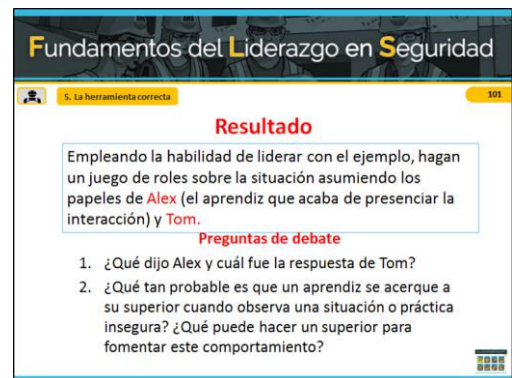 Fundamentos del Liderazgo en Seguridad
5. La herramienta correcta
101
Resultado
Empleando la habilidad de liderar con el ejemplo, hagan
un juego de roles sobre la situación asumiendo los
papeles de Alex (el aprendiz que acaba de presenciar la
interacción) y Tom.
Preguntas de debate
1. ¿Qué dijo Alex y cuál fue la respuesta de Tom?
2. ¿Qué tan probable es que un aprendiz se acerque a
su superior cuando observa una situación o práctica
insegura? ¿Qué puede hacer un superior para
fomentar este comportamiento?